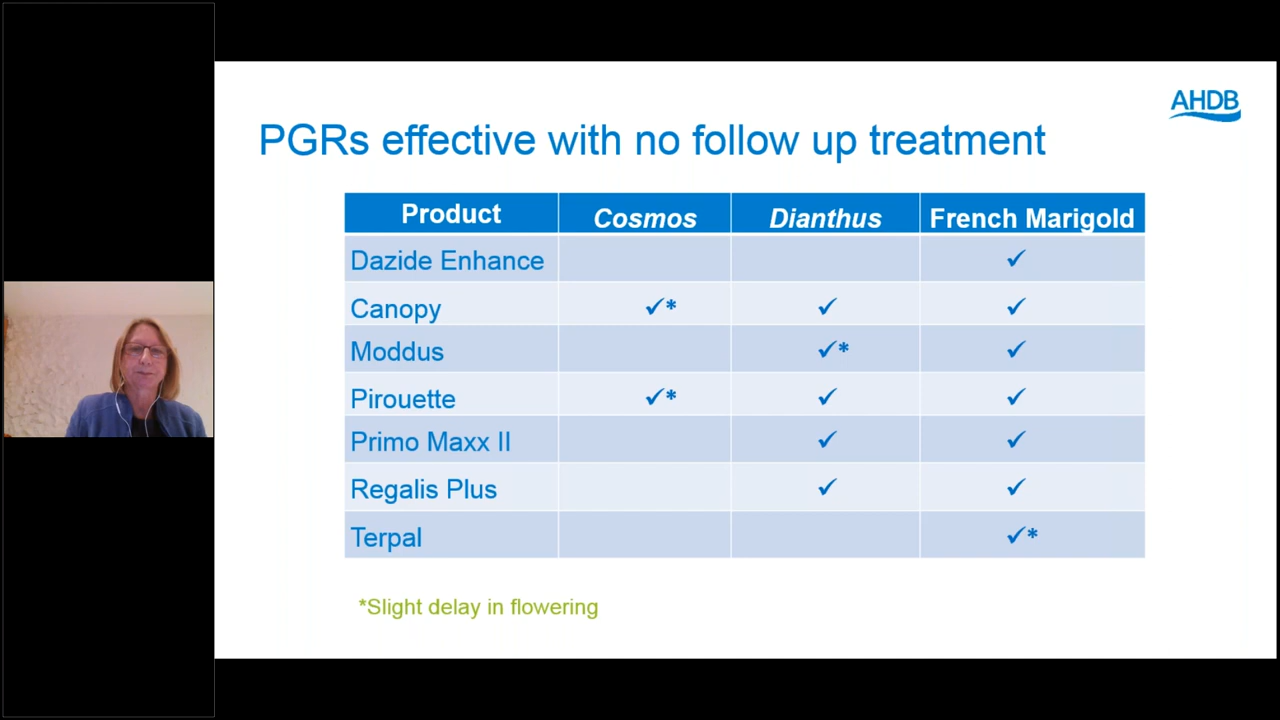 AHDB
PGRs effective with no follow up treatment
Product Cosmos Dianthus French Marigold
Dazide Enhance ✓
Canopy ✓* ✓ ✓
Moddus ✓* ✓
Pirouette ✓* ✓ ✓
Primo Maxx II ✓ ✓
Regalis Plus ✓ ✓
Terpal ✓*
*Slight delay in flowering